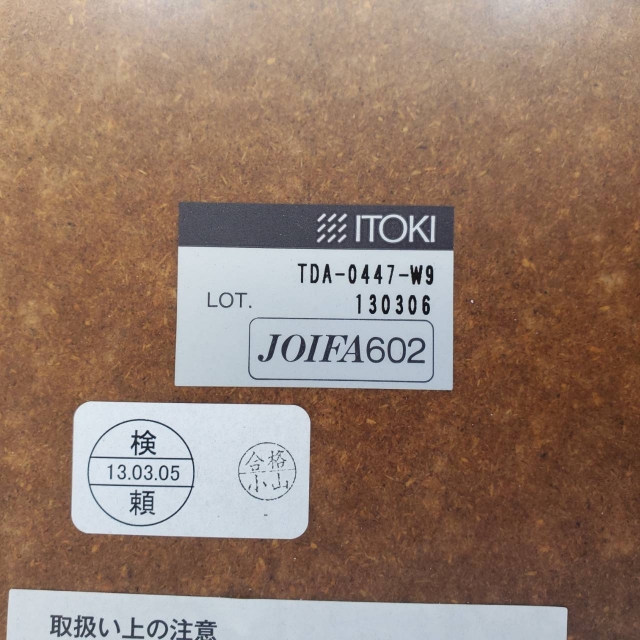 ITOKI
TDA-0447-W9
LOT. 130306
JOIFA602
検
13.03.05
頼
合格
小山
取扱い上の注意